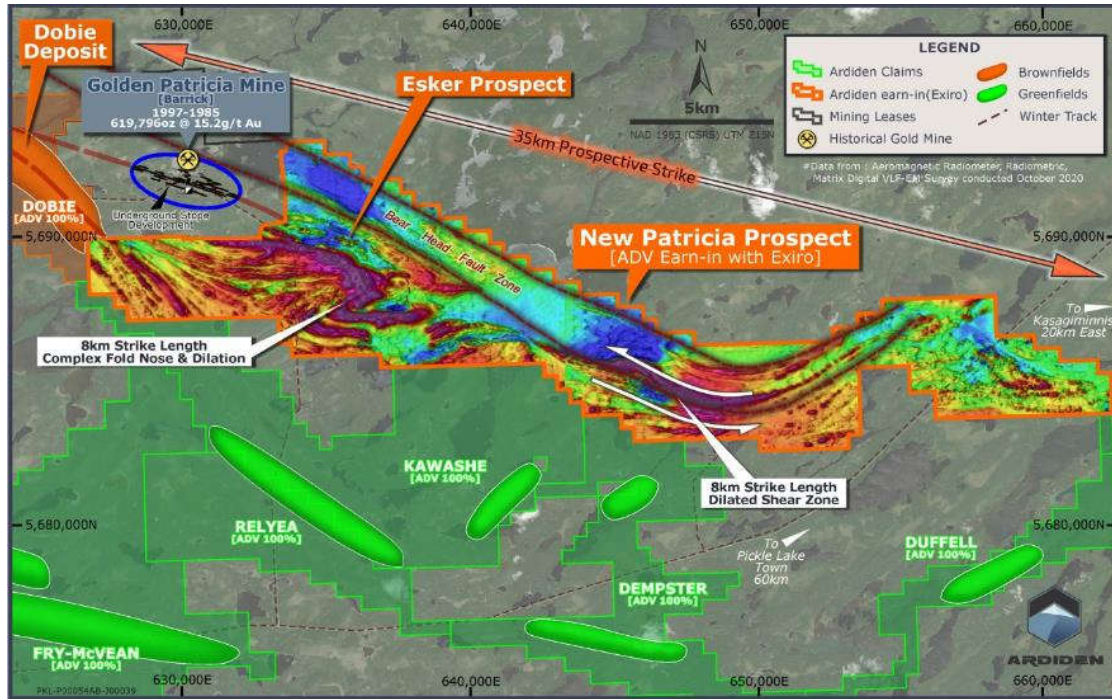 630,000E
640,000E
650,000E
660,000E
Dobie
Deposit
Golden Patricia Mine
[Barrick]
1997-1985
619,796oz @ 15.2g/t Au
Esker Prospect
N
5km
NAD 1983 (CSRS) UTM Z15N
LEGEND
Ardiden Claims
Ardiden earn-in(Exiro)
Mining Leases
Historical Gold Mine
Brownfields
Greenfields
Winter Track
#Data from : Aeromagnetic Radiometer, Radiometric,
Matrix Digital VLF-EM Survey conducted October 2020
35km Prospective Strike
DOBIE
[ADV 100%]
Underground Stope
Development
5,690,000N
Bear Head Fault Zone
New Patricia Prospect
[ADV Earn-in with Exiro]
5,690,000N
To
Kasagiminnis
20km East
8km Strike Length
Complex Fold Nose & Dilation
KAWASHE
[ADV 100%]
8km Strike Length
Dilated Shear Zone
5,680,000N
RELYEA
[ADV 100%]
5,680,000N
To
Pickle Lake
Town
60km
DUFFELL
[ADV 100%]
DEMPSTER
[ADV 100%]
FRY-McVEAN
[ADV 100%]
ARDIDEN
PKL-P00054AB-J00039
630,000E
640,000E
650,000E
660,000E